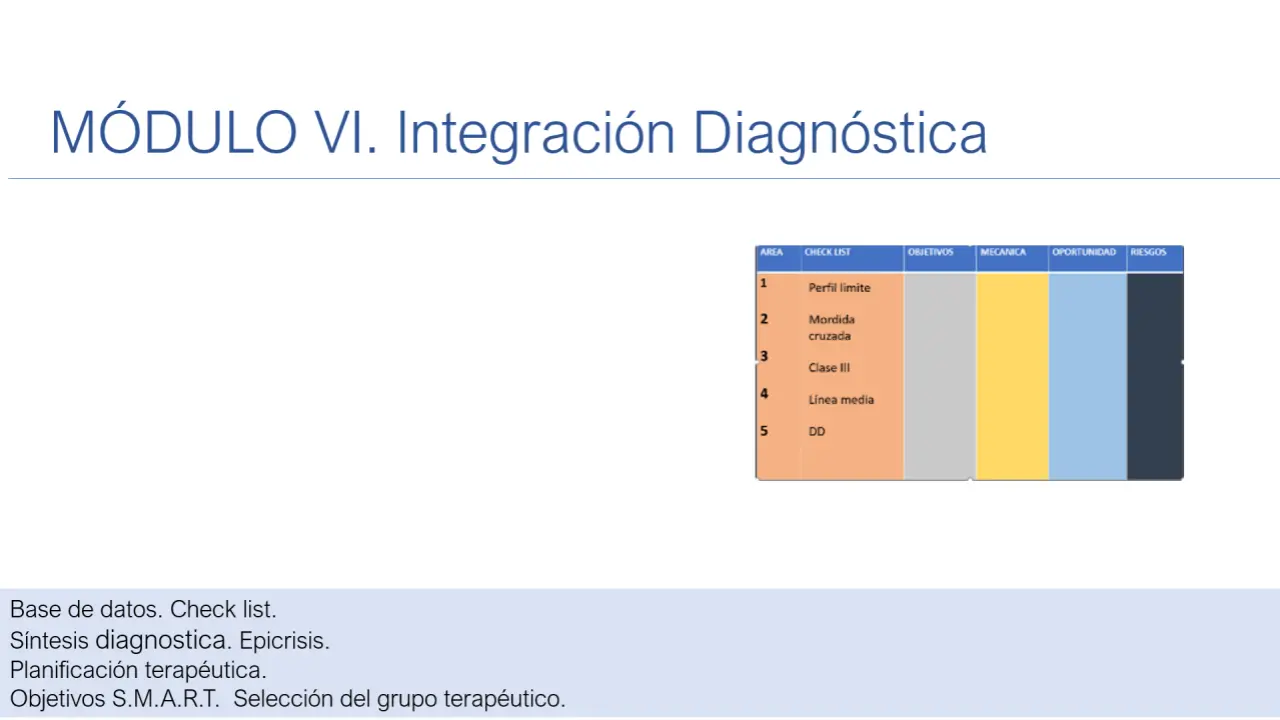 MÓDULO VI. Integración Diagnóstica
AREA CHECK LIST OBJETIVOS MECANICA OPORTUNIDAD RIESGOS
1 Perfil limite
2 Mordida
cruzada
3 Clase III
4 Línea media
5 DD
Base de datos. Check list.
Síntesis diagnostica. Epicrisis.
Planificación terapéutica.
Objetivos S.M.A.R.T. Selección del grupo terapéutico.